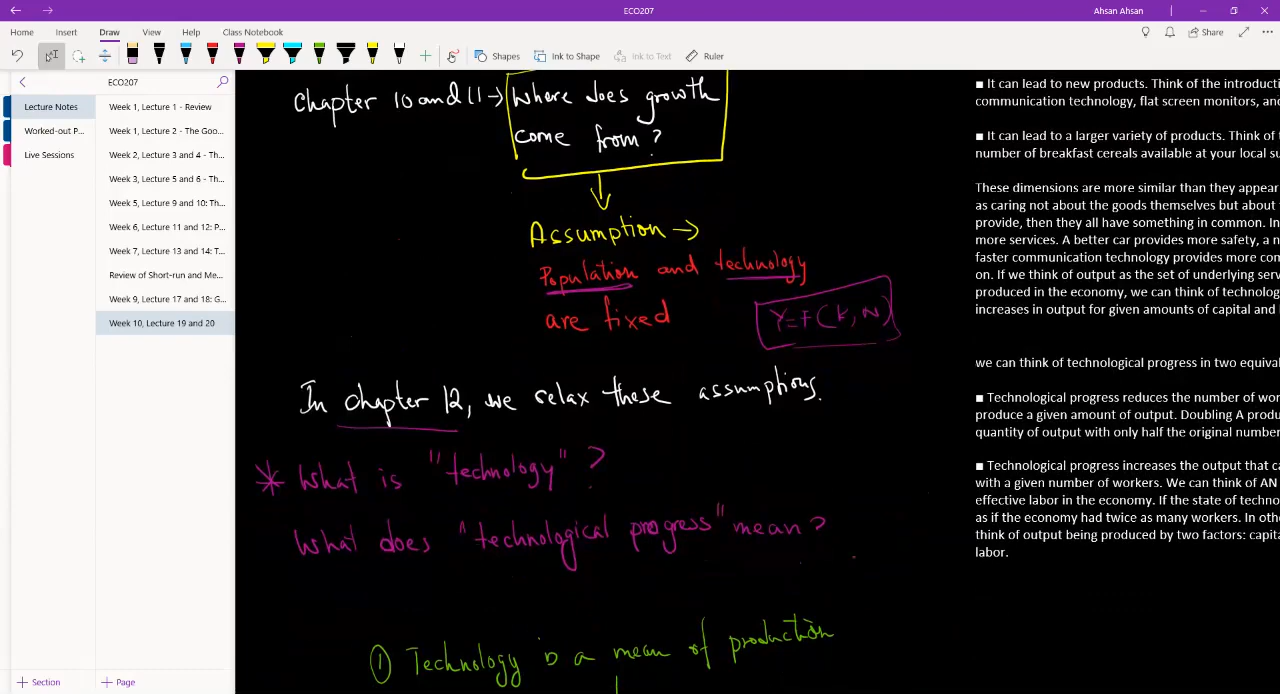 ECO207
Ahsan Ahsan
Home Insert Draw View Help Class Notebook
Share
Shapes Ink to Shape Ink to Text Ruler
ECO207
Lecture Notes
Worked-out P...
Live Sessions
Week 1, Lecture 1 - Review
Week 1, Lecture 2 - The Goo...
Week 2, Lecture 3 and 4 - Th...
Week 3, Lecture 5 and 6 - Th...
Week 5, Lecture 9 and 10: Th...
Week 6, Lecture 11 and 12: P...
Week 7, Lecture 13 and 14: T...
Review of Short-run and Me...
Week 9, Lecture 17 and 18: G...
Week 10, Lecture 19 and 20
+ Section
+ Page
Chapter 10 and 11 → Where does growth
come from?
Assumption →
Population and technology
are fixed
Y=F(K,N)
In chapter 12, we relax these assumptions.
* What is "technology"?
What does "technological progress" mean?
① Technology is a mean of production
■ It can lead to new products. Think of the introducti
communication technology, flat screen monitors, an
■ It can lead to a larger variety of products. Think of t
number of breakfast cereals available at your local su
These dimensions are more similar than they appear
as caring not about the goods themselves but about
provide, then they all have something in common. In
more services. A better car provides more safety, a n
faster communication technology provides more com
on. If we think of output as the set of underlying serv
produced in the economy, we can think of technolog
increases in output for given amounts of capital and
we can think of technological progress in two equival
■ Technological progress reduces the number of wor
produce a given amount of output. Doubling A produ
quantity of output with only half the original number
■ Technological progress increases the output that ca
with a given number of workers. We can think of AN
effective labor in the economy. If the state of techno
as if the economy had twice as many workers. In othe
think of output being produced by two factors: capita
labor.